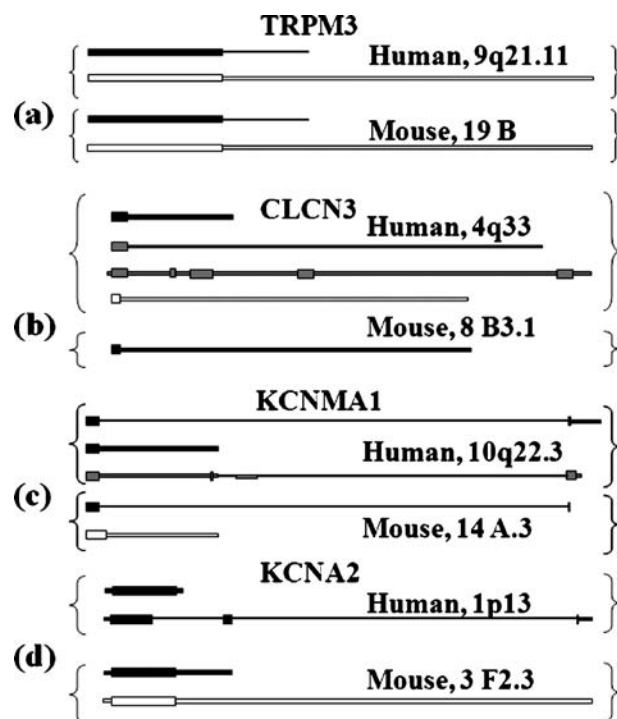 TRPM3
Human, 9q21.11
(a)
Mouse, 19 B
CLCN3
Human, 4q33
(b)
Mouse, 8 B3.1
KCNMA1
Human, 10q22.3
(c)
Mouse, 14 A.3
KCNA2
Human, 1p13
(d)
Mouse, 3 F2.3